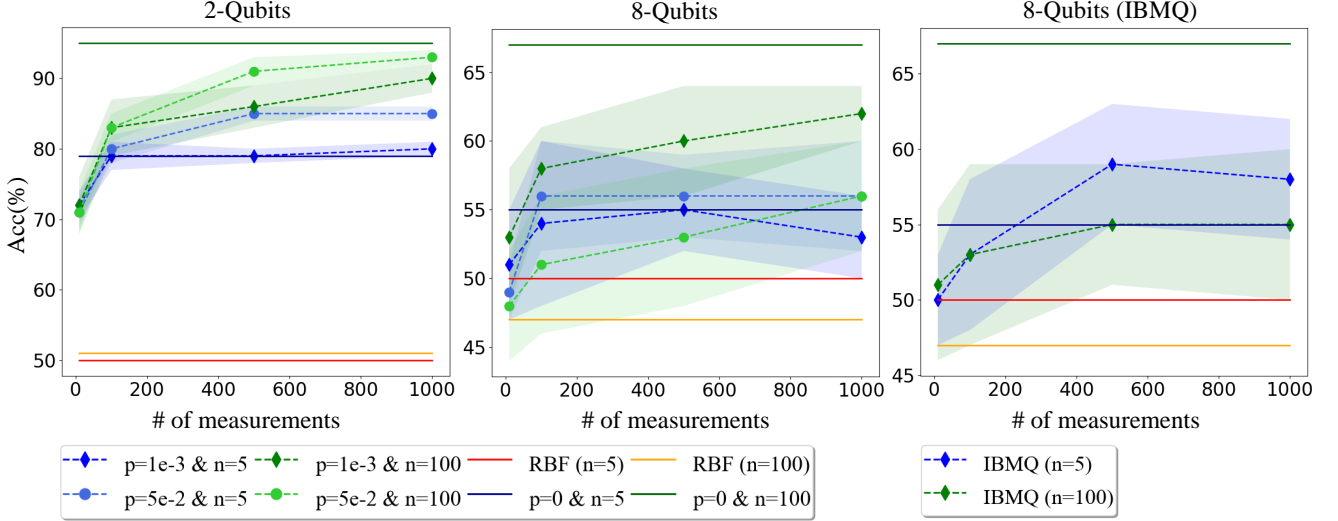 2-Qubits
8-Qubits
8-Qubits (IBMQ)
Acc(%)
90
80
70
60
50
0 200 400 600 800 1000
# of measurements
65
60
55
50
45
0 200 400 600 800 1000
# of measurements
65
60
55
50
45
0 200 400 600 800 1000
# of measurements
p=1e-3 & n=5 p=1e-3 & n=100 RBF (n=5) RBF (n=100)
p=5e-2 & n=5 p=5e-2 & n=100 p=0 & n=5 p=0 & n=100
IBMQ (n=5)
IBMQ (n=100)